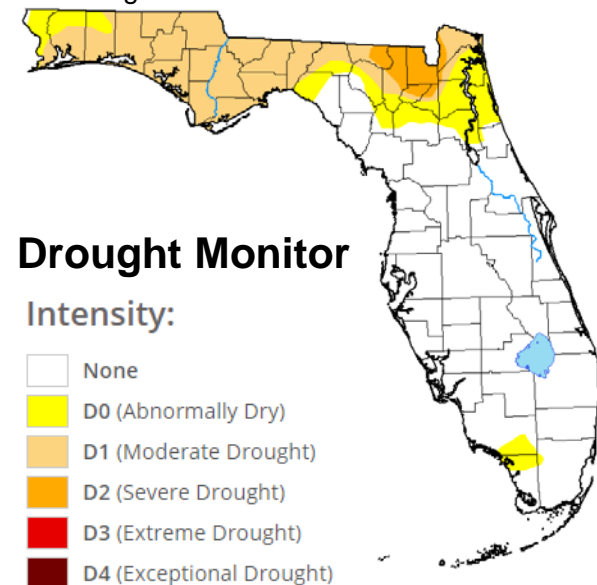 Drought Monitor
Intensity:
None
D0 (Abnormally Dry)
D1 (Moderate Drought)
D2 (Severe Drought)
D3 (Extreme Drought)
D4 (Exceptional Drought)